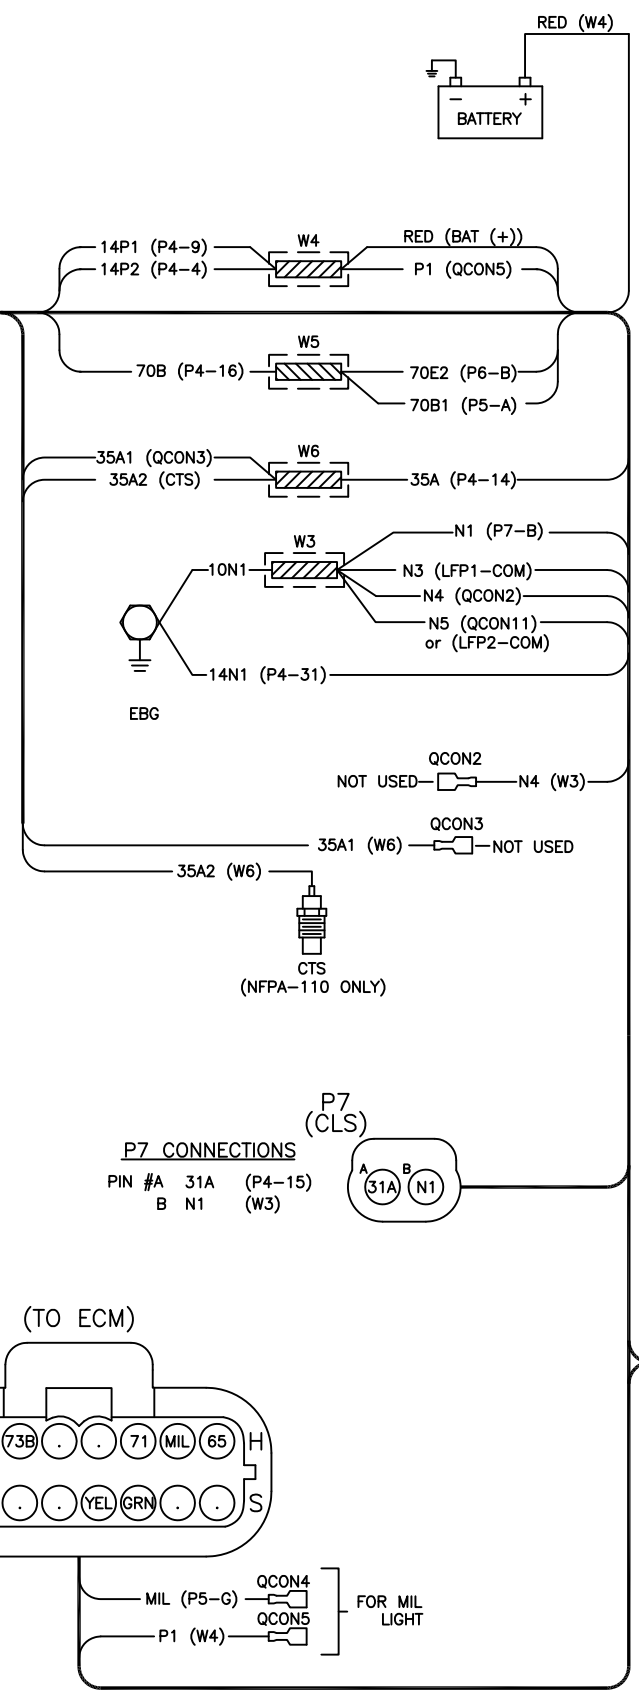 RED (W4)
− +
BATTERY
14P1 (P4-9)
W4
RED (BAT (+))
14P2 (P4-4)
P1 (QCON5)
W5
70B (P4-16)
70E2 (P6-B)
70B1 (P5-A)
35A1 (QCON3)
W6
35A2 (CTS)
35A (P4-14)
N1 (P7-B)
W3
10N1
N3 (LFP1-COM)
N4 (QCON2)
N5 (QCON11)
or (LFP2-COM)
14N1 (P4-31)
EBG
QCON2
NOT USED
N4 (W3)
QCON3
35A1 (W6)
NOT USED
35A2 (W6)
CTS
(NFPA-110 ONLY)
P7
(CLS)
P7 CONNECTIONS
PIN #A 31A (P4-15)
B N1 (W3)
A B
31A N1
(TO ECM)
73B . . 71 MIL 65 H
. . YEL GRN . . S
QCON4
MIL (P5-G)
QCON5
P1 (W4)
FOR MIL
LIGHT